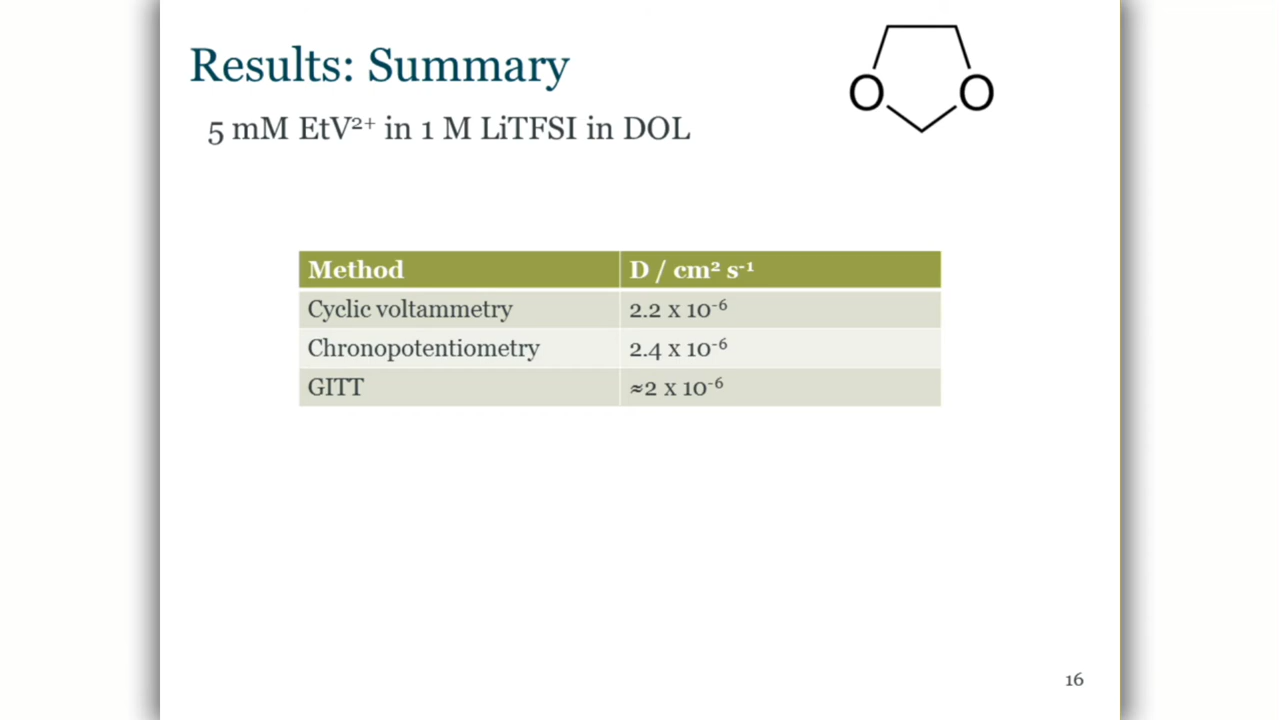 Results: Summary
O O
5 mM EtV²⁺ in 1 M LiTFSI in DOL
Method D / cm² s⁻¹
Cyclic voltammetry 2.2 x 10⁻⁶
Chronopotentiometry 2.4 x 10⁻⁶
GITT ≈2 x 10⁻⁶
16